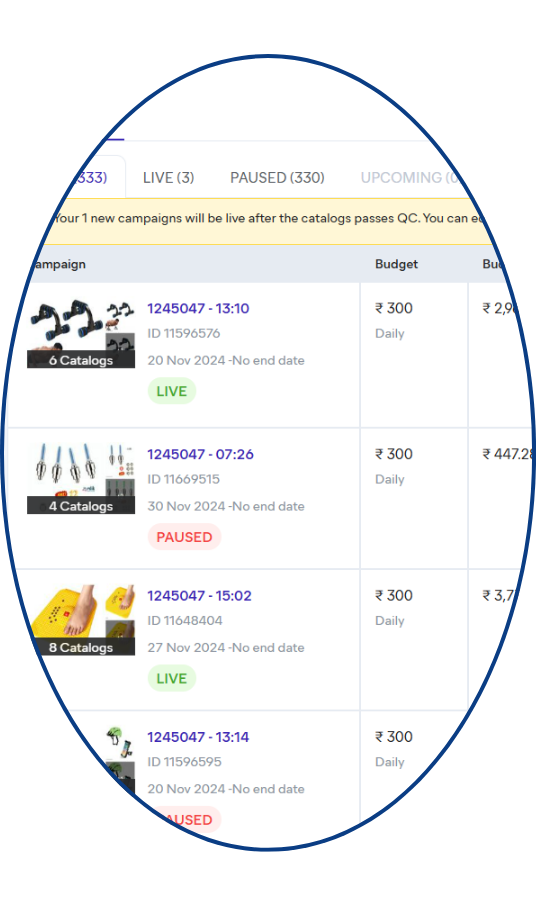 333) LIVE (3) PAUSED (330) UPCOMING (0
Your 1 new campaigns will be live after the catalogs passes QC. You can
ampaign Budget Bu
1245047 - 13:10 ₹ 300 ₹ 2,9
ID 11596576 Daily
6 Catalogs 20 Nov 2024 -No end date
LIVE
1245047 - 07:26 ₹ 300 ₹ 447.28
ID 11669515 Daily
4 Catalogs 30 Nov 2024 -No end date
PAUSED
1245047 - 15:02 ₹ 300 ₹ 3,7
ID 11648404 Daily
8 Catalogs 27 Nov 2024 -No end date
LIVE
1245047 - 13:14 ₹ 300
ID 11596595 Daily
20 Nov 2024 -No end date
AUSED